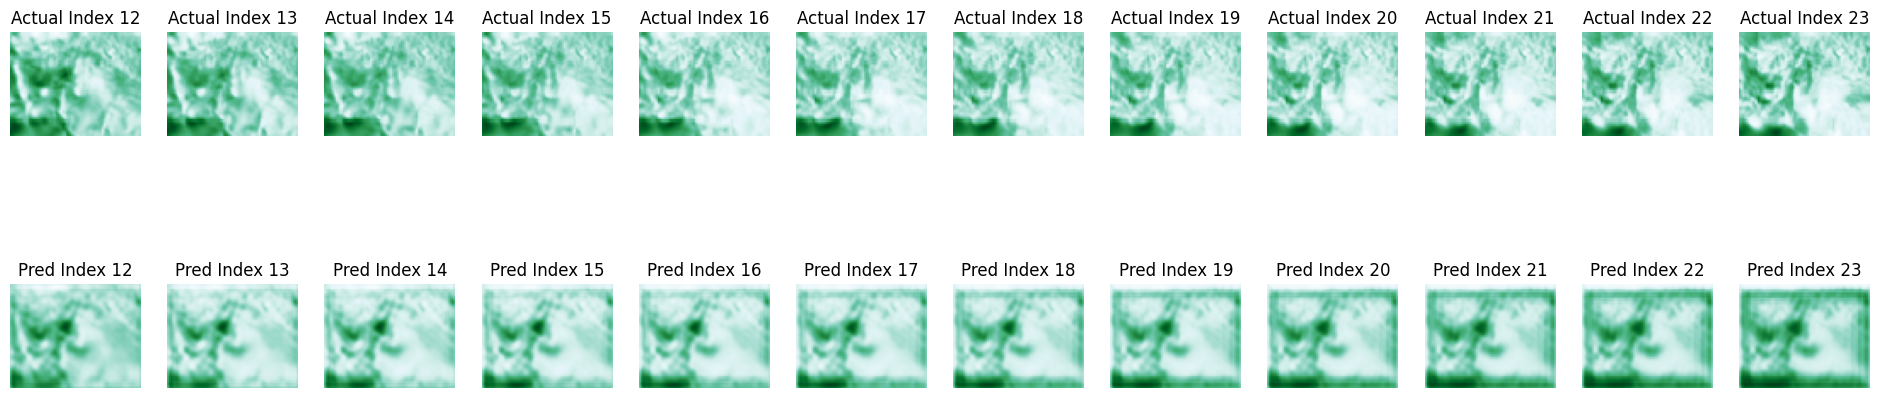 Actual Index 12 Actual Index 13 Actual Index 14 Actual Index 15 Actual Index 16 Actual Index 17 Actual Index 18 Actual Index 19 Actual Index 20 Actual Index 21 Actual Index 22 Actual Index 23
Pred Index 12 Pred Index 13 Pred Index 14 Pred Index 15 Pred Index 16 Pred Index 17 Pred Index 18 Pred Index 19 Pred Index 20 Pred Index 21 Pred Index 22 Pred Index 23